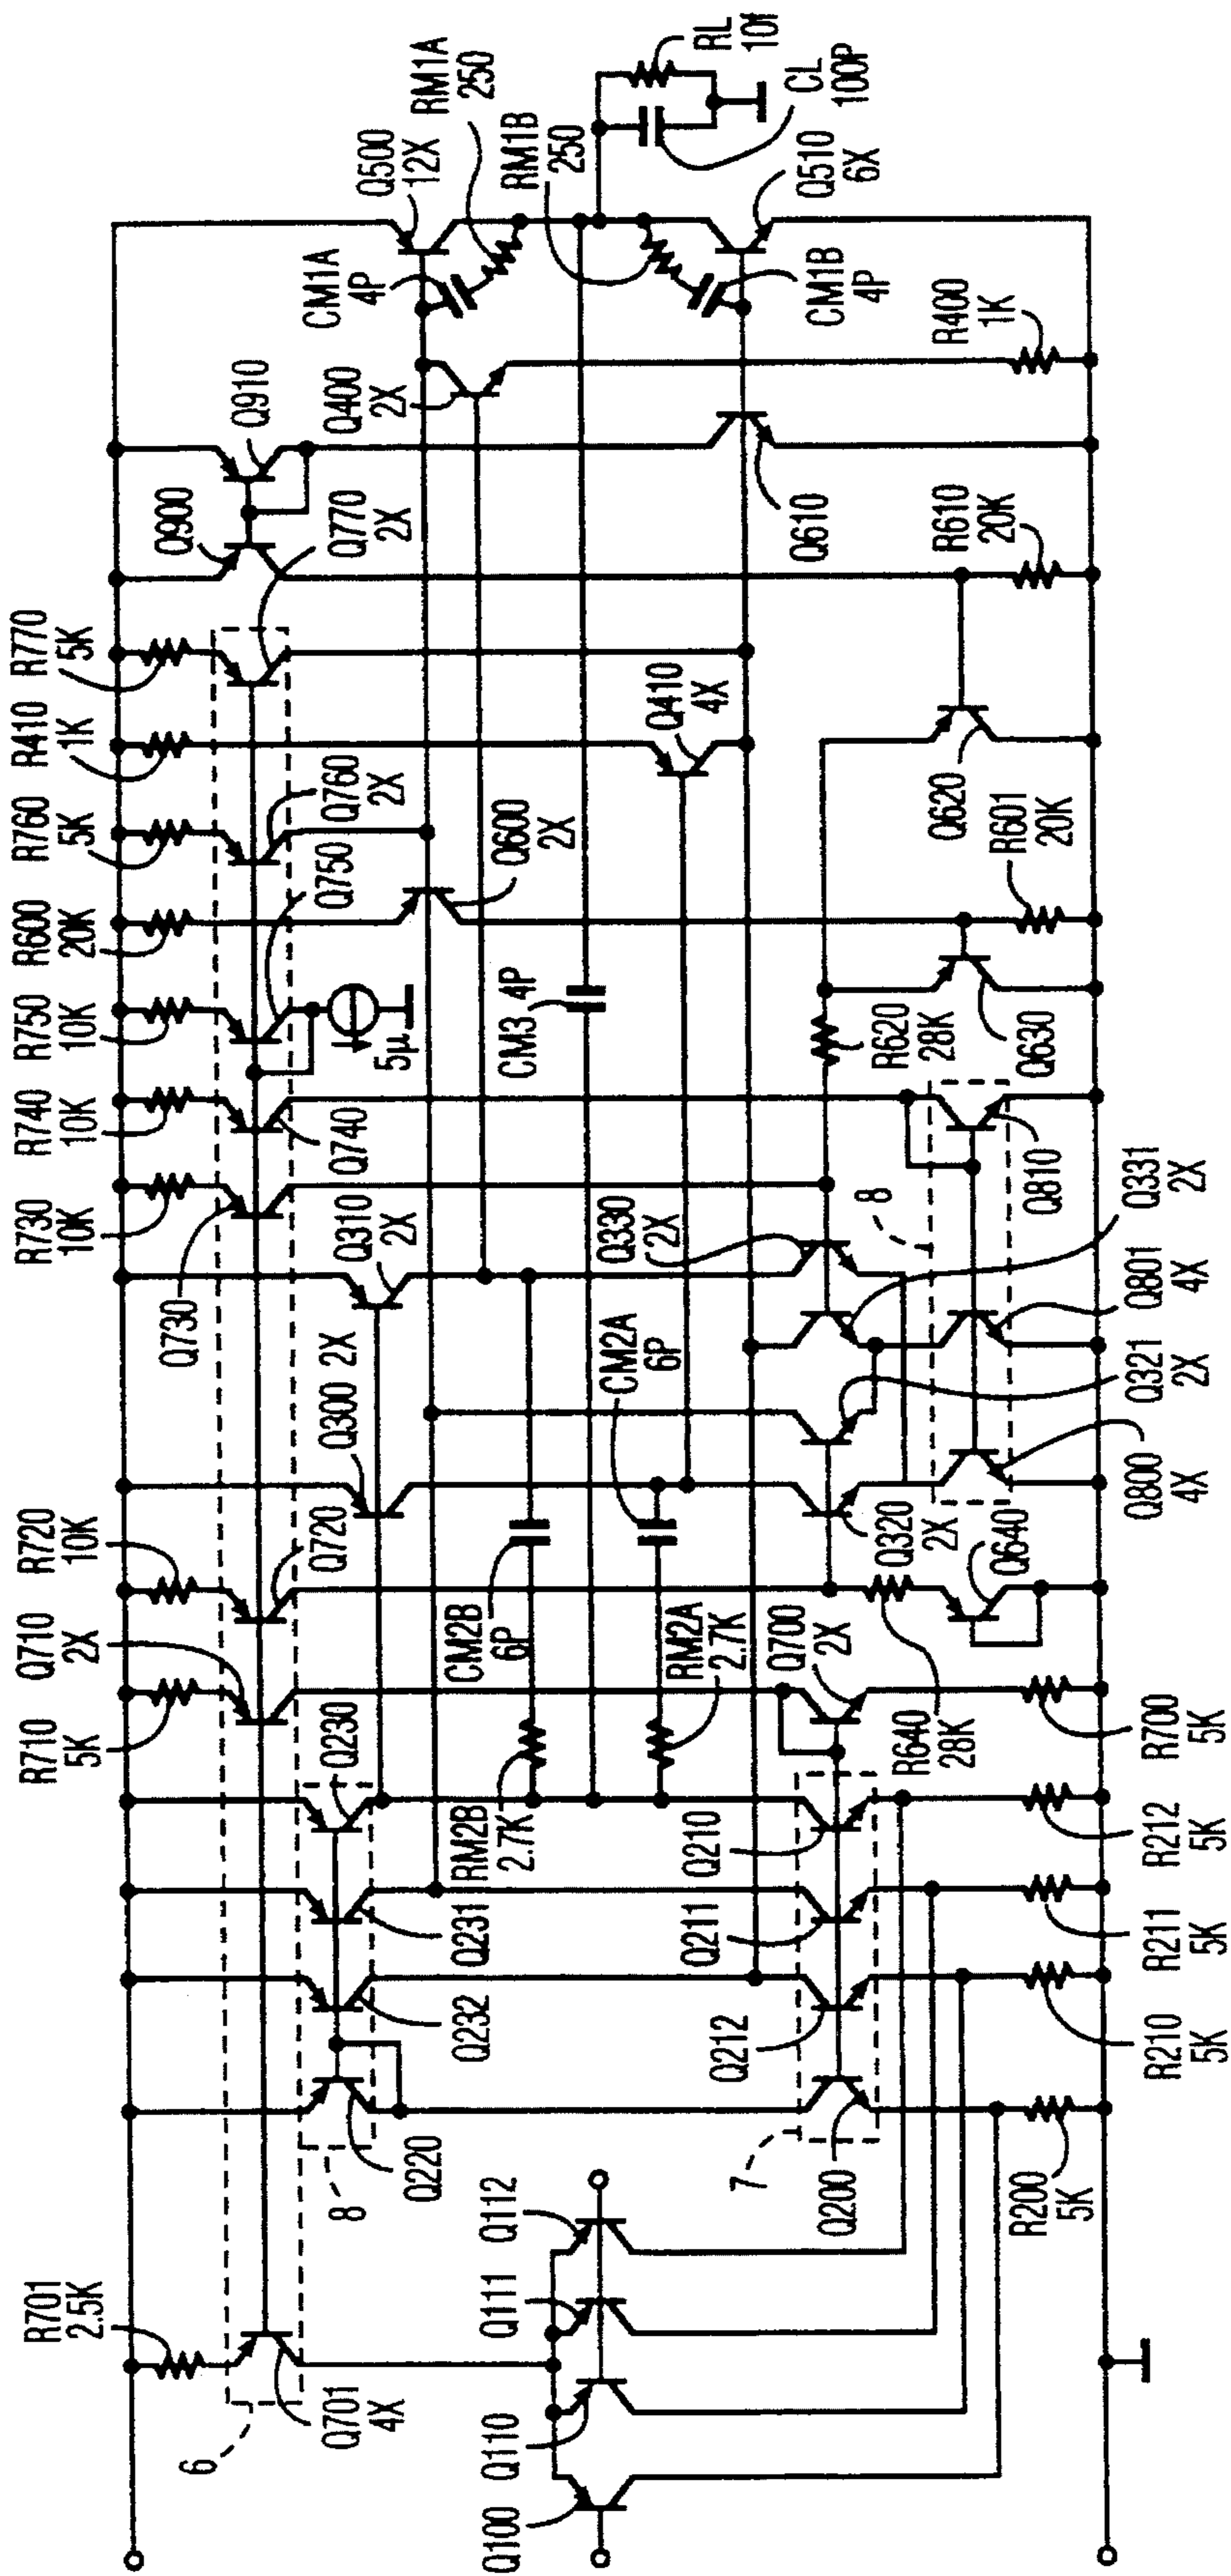 R701
2.5K
R710
5K
Q710
2X
R720
10K
R730
10K
R740
10K
R750
10K
R600
20K
R760
5K
R410
1K
R770
5K
6
Q701
4X
Q230
Q720
Q730
Q740
Q750
Q760
2X
Q770
2X
Q900
Q910
8
Q220
Q232
Q231
Q300 2X
Q310
2X
5μ
Q600
2X
Q400
2X
Q500
12X
CM1A
4P
RM1A
250
RM2B
2.7K
CM2B
6P
CM2A
6P
CM3 4P
RM1B
250
RL
Q100
Q110
Q111
Q112
RM2A
2.7K
Q330
2X
Q410
4X
CM1B
4P
CL
100P
7
Q200
Q212
Q211
Q210
Q700
2X
Q320
2X
8
R620
28K
Q610
Q510
6X
R640
28K
Q640
Q810
Q630
Q620
R601
20K
R610
20K
R400
1K
R200
5K
R210
5K
R211
5K
R212
5K
R700
5K
Q800
4X
Q321
2X
Q801
4X
Q331
2X